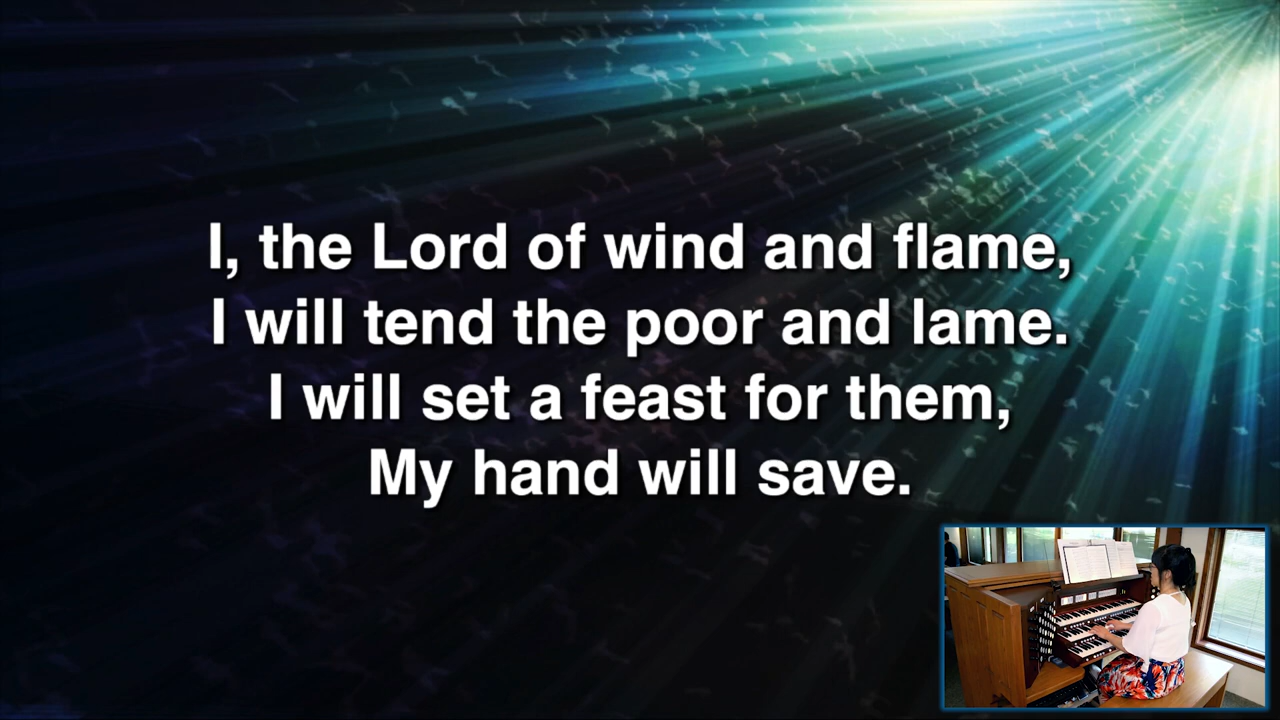 I, the Lord of wind and flame,
I will tend the poor and lame.
I will set a feast for them,
My hand will save.